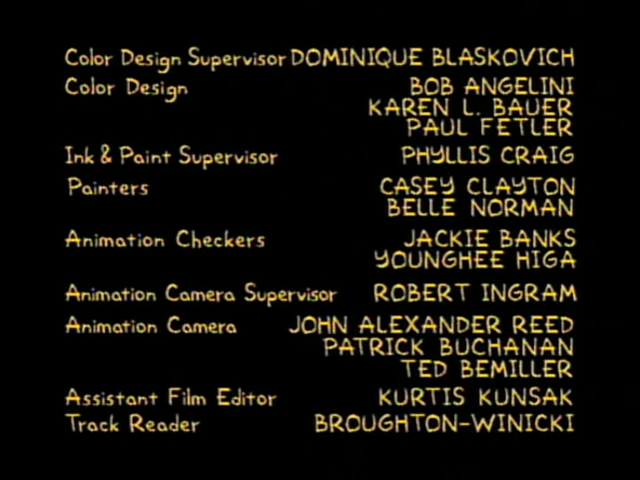 Color Design Supervisor DOMINIQUE BLASKOVICH
Color Design BOB ANGELINI
KAREN L. BAUER
PAUL FETLER
Ink & Paint Supervisor PHYLLIS CRAIG
Painters CASEY CLAYTON
BELLE NORMAN
Animation Checkers JACKIE BANKS
YOUNGHEE HIGA
Animation Camera Supervisor ROBERT INGRAM
Animation Camera JOHN ALEXANDER REED
PATRICK BUCHANAN
TED BEMILLER
Assistant Film Editor KURTIS KUNSAK
Track Reader BROUGHTON-WINICKI